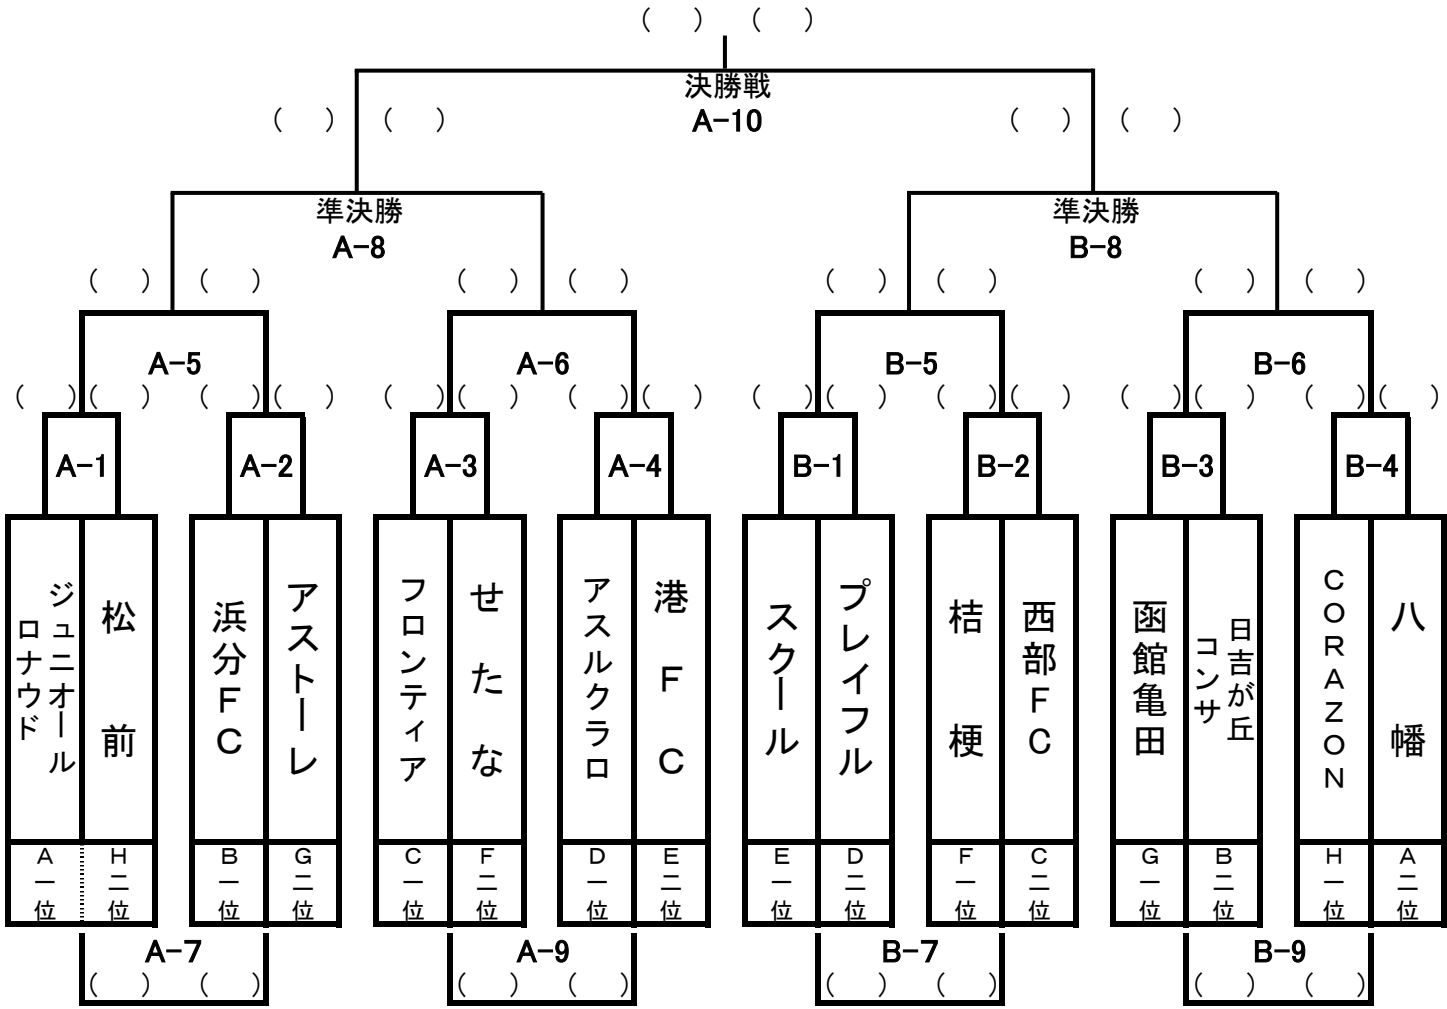 ( ) ( )
決勝戦
A-10
( ) ( ) ( ) ( )
準決勝 準決勝
A-8 B-8
( ) ( ) ( ) ( ) ( ) ( ) ( ) ( )
A-5 A-6 B-5 B-6
( ) ( ) ( ) ( ) ( ) ( ) ( ) ( ) ( ) ( ) ( ) ( ) ( ) ( ) ( ) ( )
A-1 A-2 A-3 A-4 B-1 B-2 B-3 B-4
ジュニオール
ロナウド
松前
浜分FC
アストーレ
フロンティア
せたな
アスルクラロ
港FC
スクール
プレイフル
桔梗
西部FC
函館亀田
日吉が丘
コンサ
CORAZON
八幡
A一位 H二位 B一位 G二位 C一位 F二位 D一位 E二位 E一位 D二位 F一位 C二位 G一位 B二位 H一位 A二位
A-7 A-9 B-7 B-9
( ) ( ) ( ) ( ) ( ) ( ) ( ) ( )